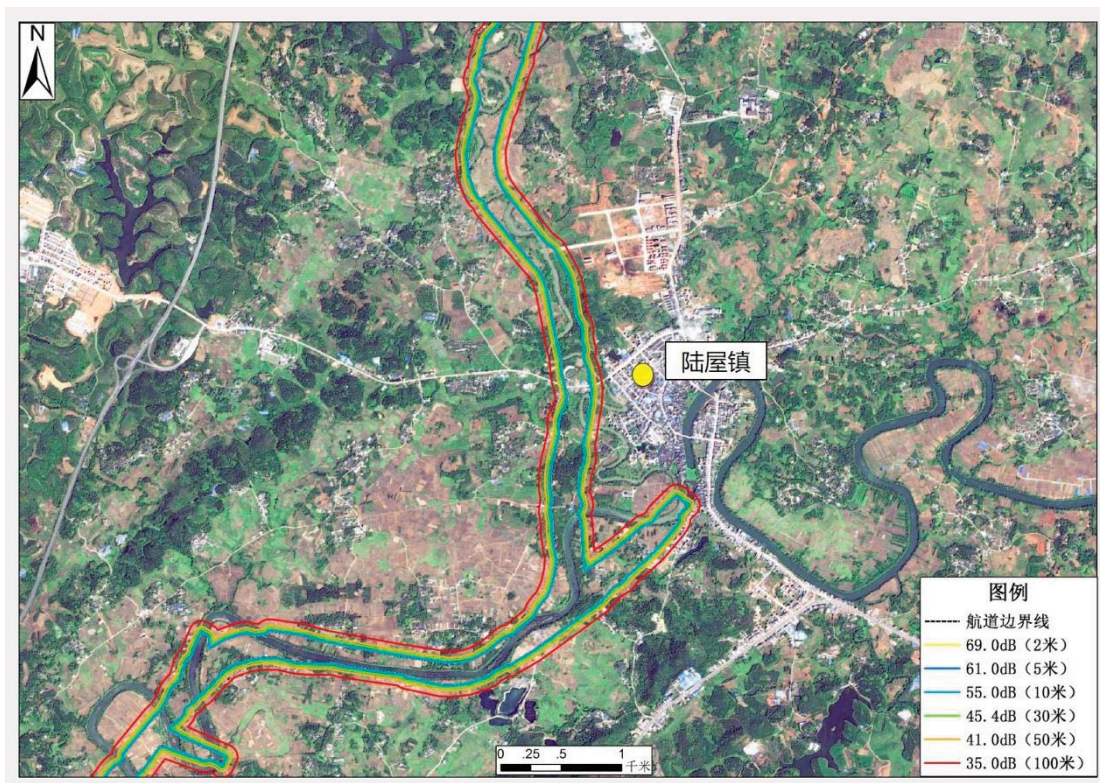 N
陆屋镇
图例
航道边界线
69.0dB（2米）
61.0dB（5米）
55.0dB（10米）
45.4dB（30米）
41.0dB（50米）
35.0dB（100米）
0 .25 .5 1
千米